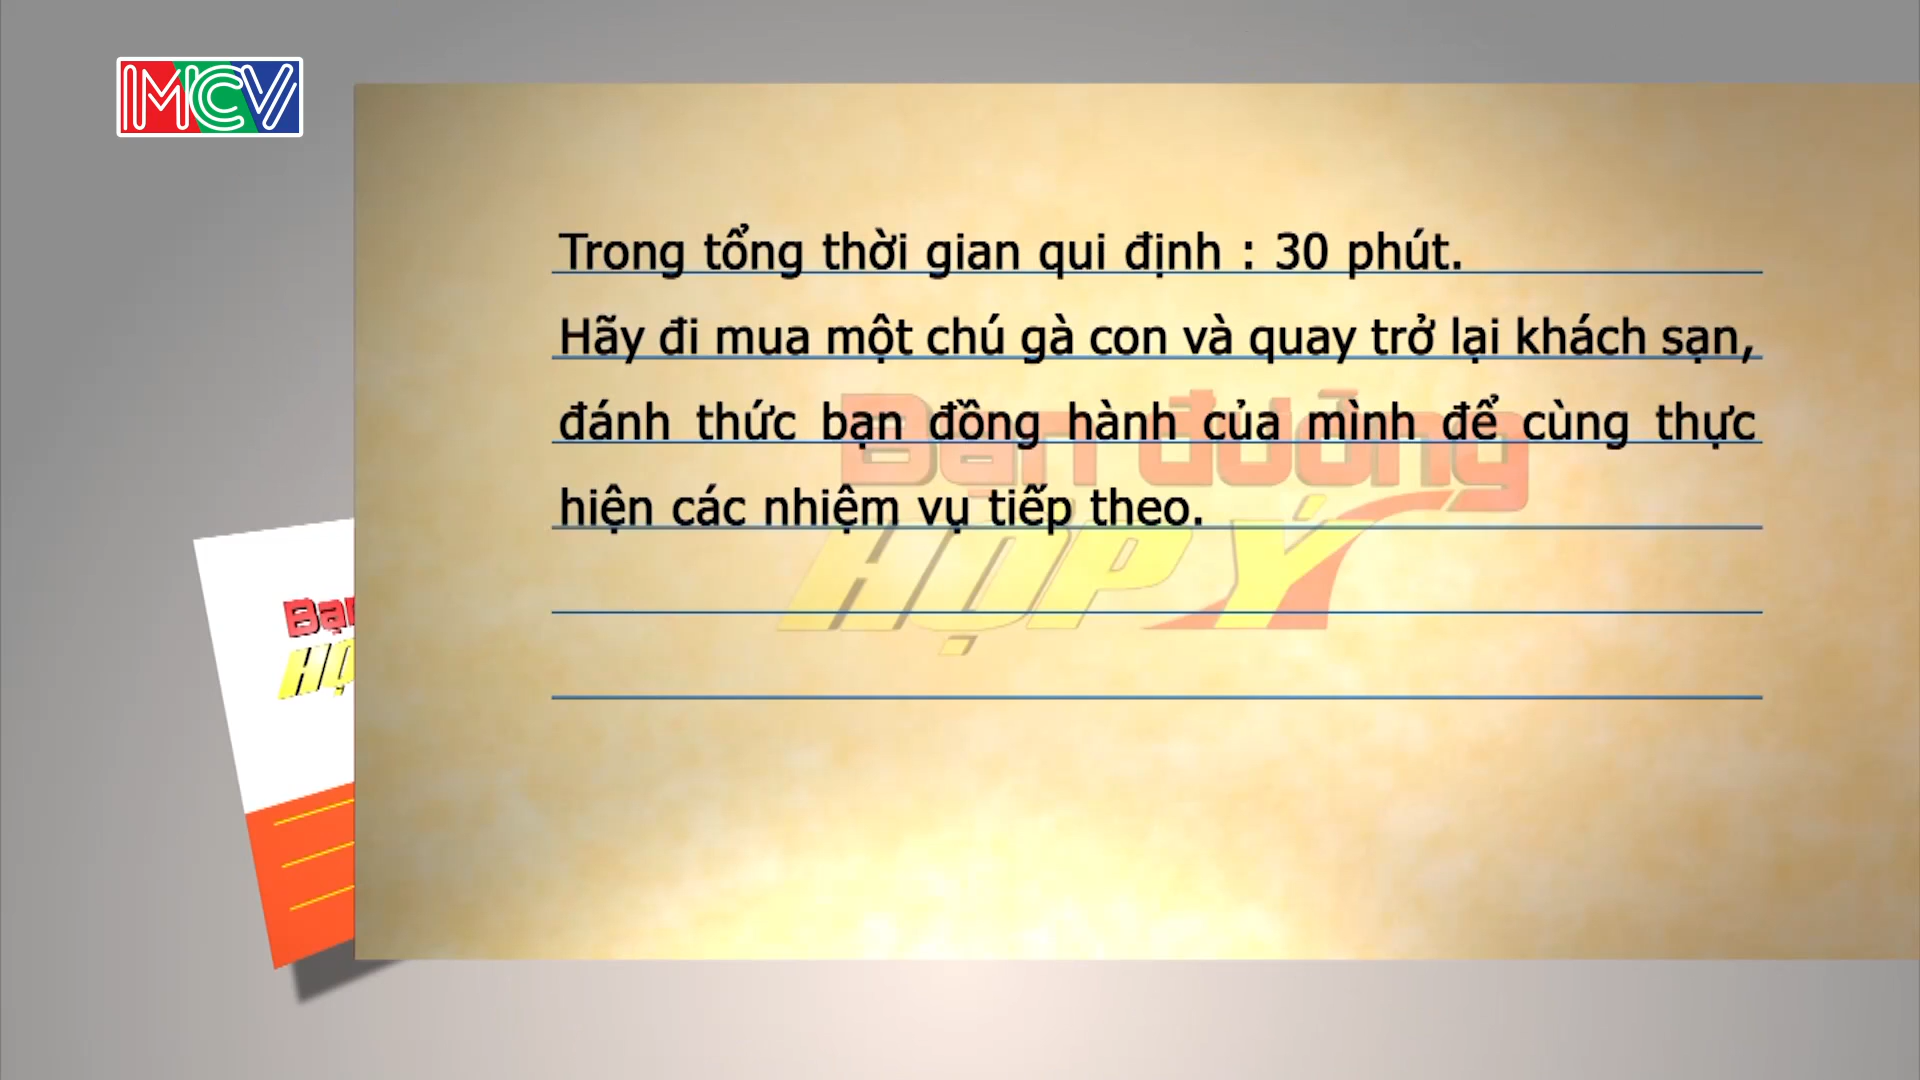 MCV
Trong tổng thời gian qui định : 30 phút.
Hãy đi mua một chú gà con và quay trở lại khách sạn,
đánh thức bạn đồng hành của mình để cùng thực
hiện các nhiệm vụ tiếp theo.
Bạn đường
HỢP Ý
Bạn
HỢ